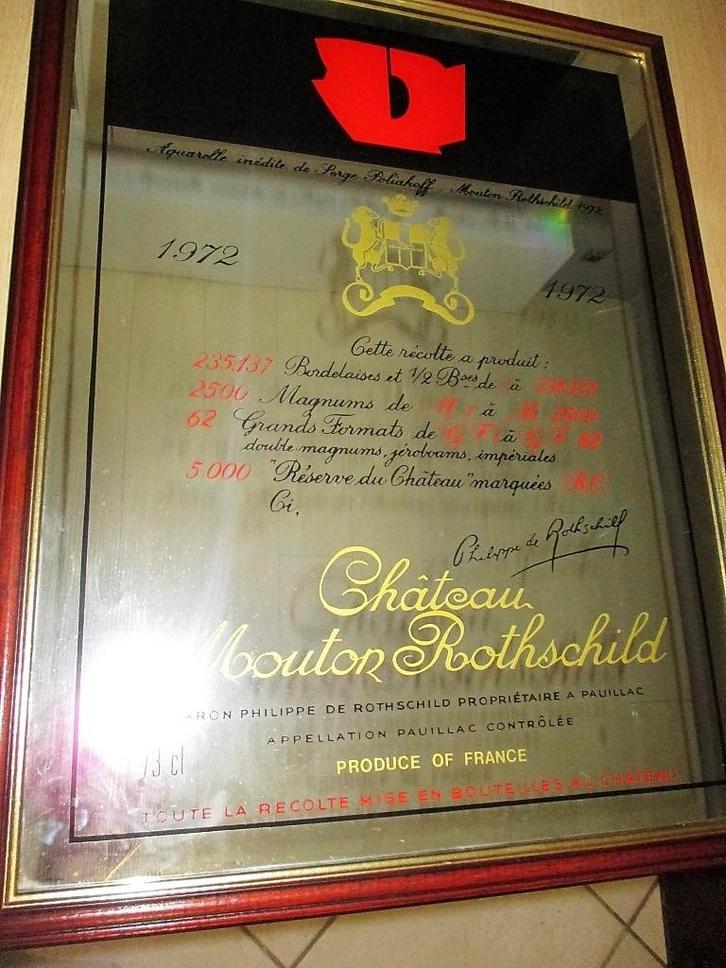 Aquarelle inédite de Serge Poliakoff Mouton Rothschild 1972
1972
1972
Cette récolte a produit :
235.137 Bordelaises et 1/2 Bses de 1 à 235.137
2500 Magnums de M 1 à M 2500
62 Grands Formats de G F 1 à G F 62
double magnums, jéroboams, impériales
5.000 "Réserve du Château" marquées R.C.
Ci,
Philippe de Rothschild
Château
Mouton Rothschild
BARON PHILIPPE DE ROTHSCHILD PROPRIÉTAIRE A PAUILLAC
APPELLATION PAUILLAC CONTRÔLÉE
73 cl
PRODUCE OF FRANCE
TOUTE LA RÉCOLTE MISE EN BOUTEILLES AU CHÂTEAU